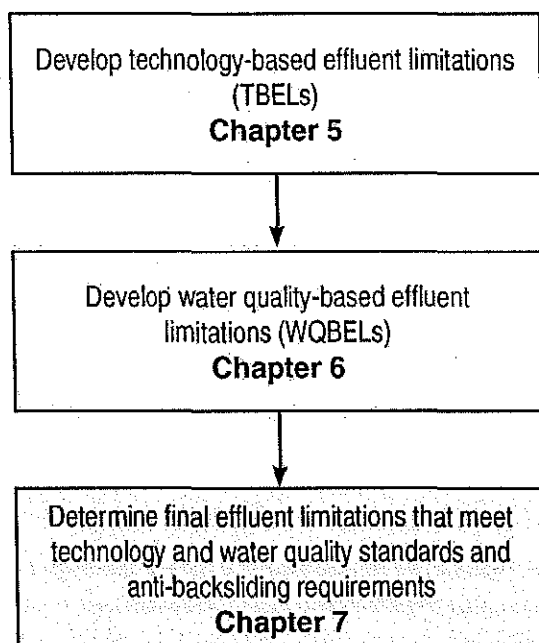 Develop technology-based effluent limitations
(TBELs)
Chapter 5
Develop water quality-based effluent
limitations (WQBELs)
Chapter 6
Determine final effluent limitations that meet
technology and water quality standards and
anti-backsliding requirements
Chapter 7